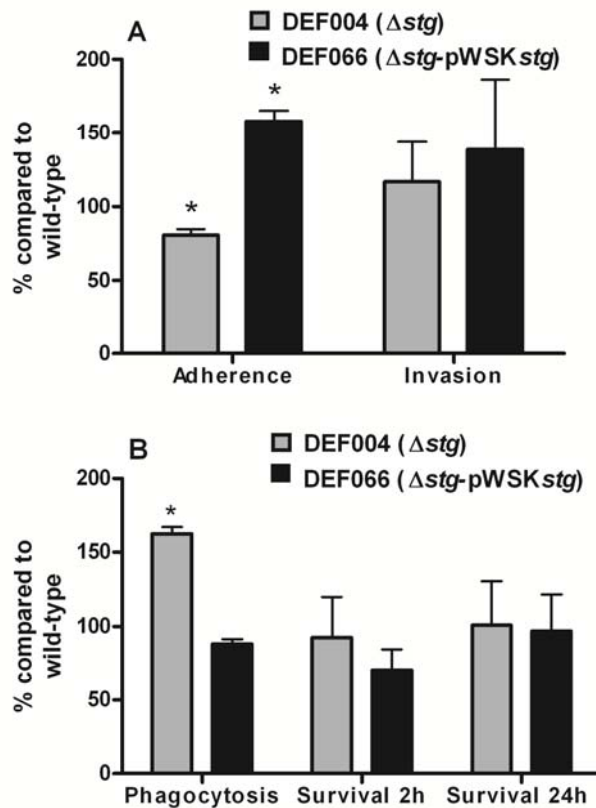 A
DEF004 (Δstg)
DEF066 (Δstg-pWSKstg)
% compared to
wild-type
200
150
100
50
0
*
*
Adherence Invasion
B
DEF004 (Δstg)
DEF066 (Δstg-pWSKstg)
% compared to
wild-type
200
150
100
50
0
*
Phagocytosis Survival 2h Survival 24h